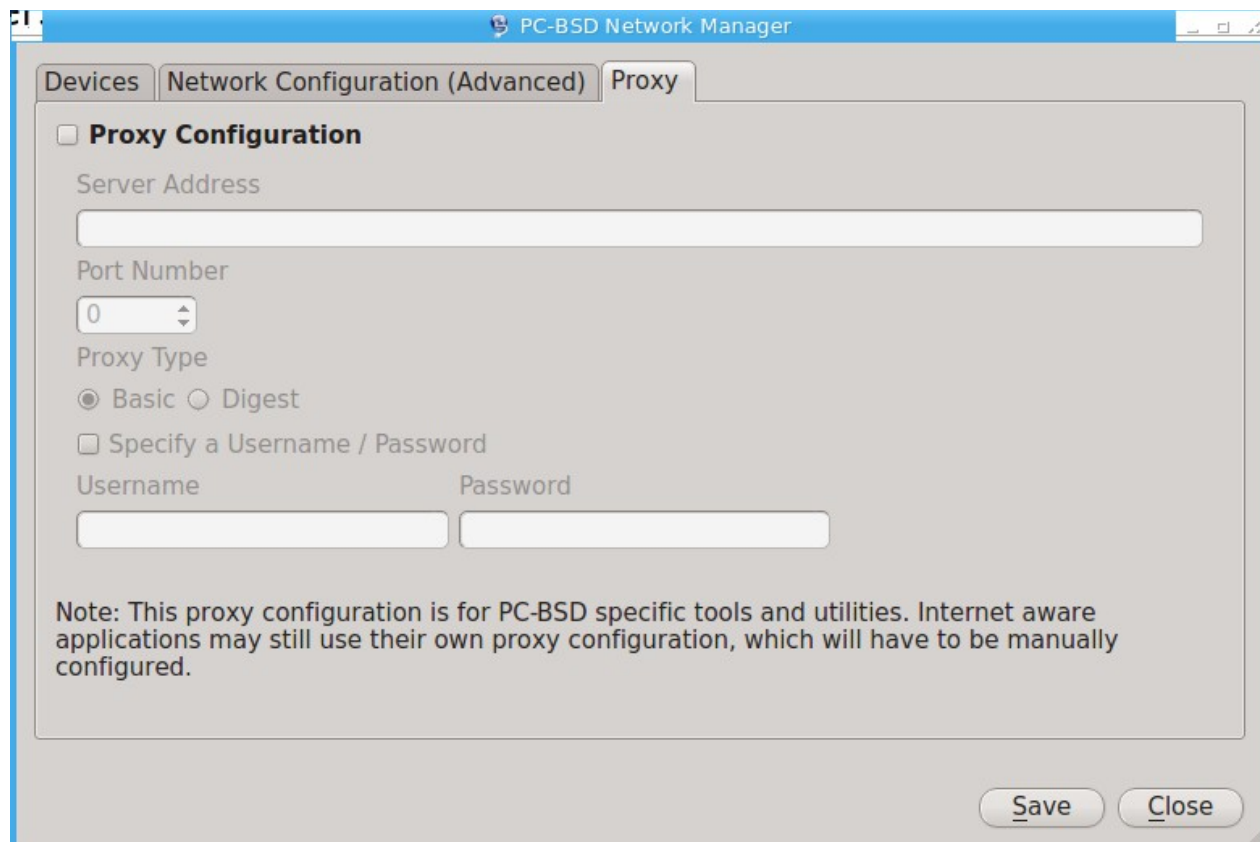 PC-BSD Network Manager
Devices Network Configuration (Advanced) Proxy
Proxy Configuration
Server Address
Port Number
0
Proxy Type
Basic Digest
Specify a Username / Password
Username Password
Note: This proxy configuration is for PC-BSD specific tools and utilities. Internet aware
applications may still use their own proxy configuration, which will have to be manually
configured.
Save Close